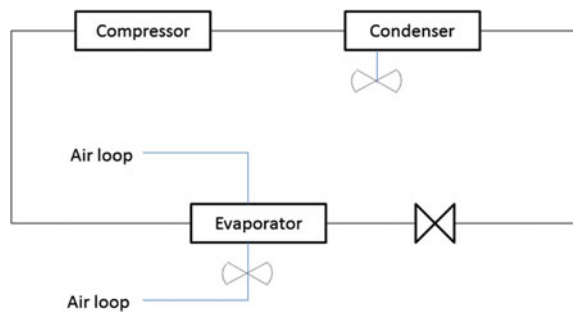 Compressor
Condenser
Air loop
Evaporator
Air loop